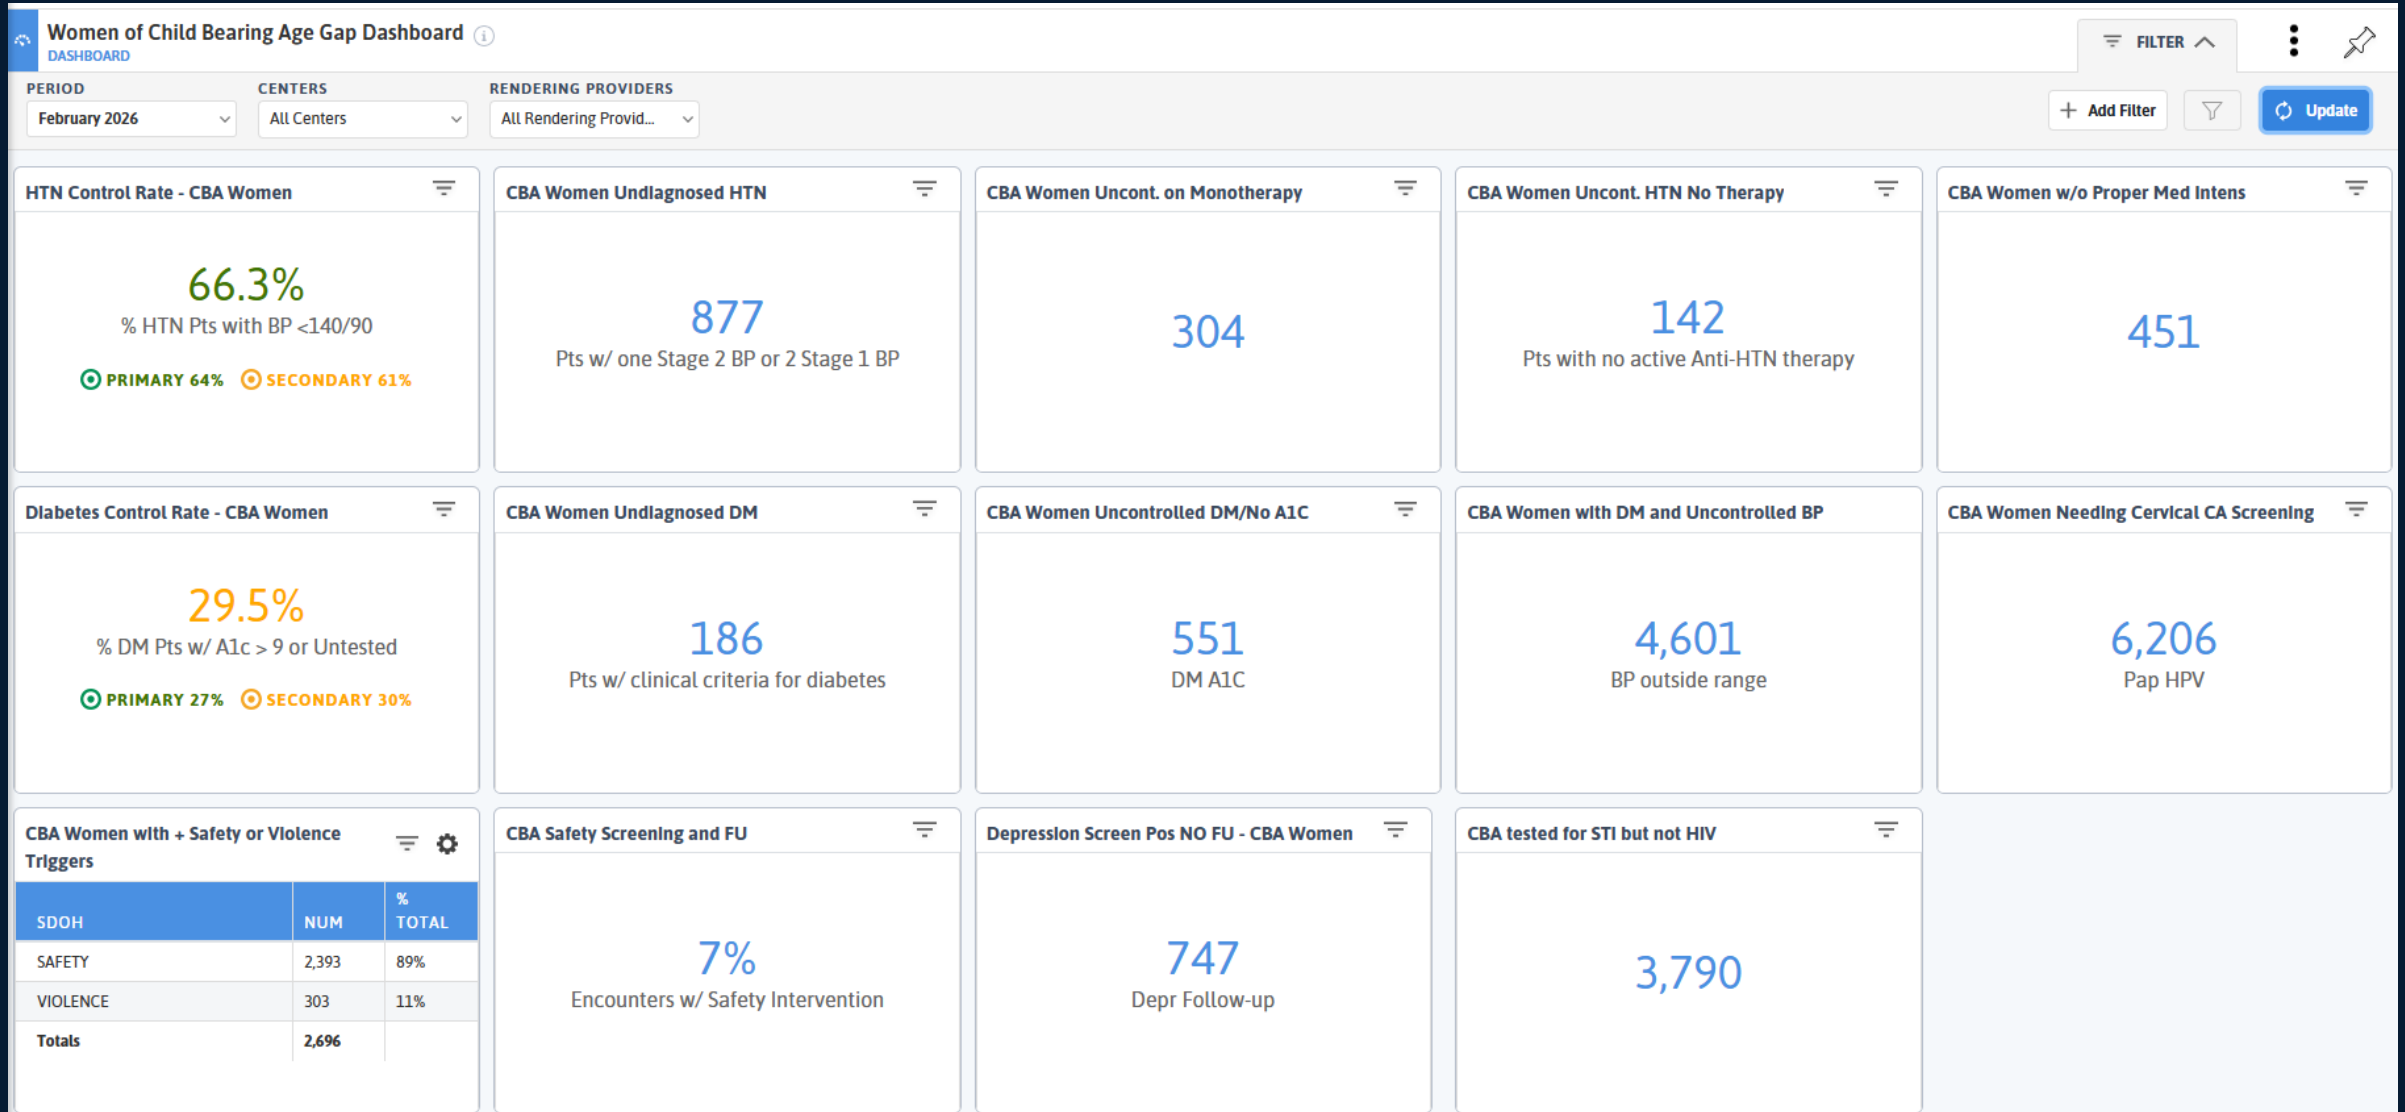 Women of Child Bearing Age Gap Dashboard
DASHBOARD
FILTER
PERIOD
February 2026
CENTERS
All Centers
RENDERING PROVIDERS
All Rendering Provid...
Add Filter
Update
HTN Control Rate - CBA Women
66.3%
% HTN Pts with BP <140/90
PRIMARY 64% SECONDARY 61%
CBA Women Undiagnosed HTN
877
Pts w/ one Stage 2 BP or 2 Stage 1 BP
CBA Women Uncont. on Monotherapy
304
CBA Women Uncont. HTN No Therapy
142
Pts with no active Anti-HTN therapy
CBA Women w/o Proper Med Intens
451
Diabetes Control Rate - CBA Women
29.5%
% DM Pts w/ A1c > 9 or Untested
PRIMARY 27% SECONDARY 30%
CBA Women Undiagnosed DM
186
Pts w/ clinical criteria for diabetes
CBA Women Uncontrolled DM/No A1C
551
DM A1C
CBA Women with DM and Uncontrolled BP
4,601
BP outside range
CBA Women Needing Cervical CA Screening
6,206
Pap HPV
CBA Women with + Safety or Violence
Triggers
SDOH NUM % TOTAL
SAFETY 2,393 89%
VIOLENCE 303 11%
Totals 2,696
CBA Safety Screening and FU
7%
Encounters w/ Safety Intervention
Depression Screen Pos NO FU - CBA Women
747
Depr Follow-up
CBA tested for STI but not HIV
3,790